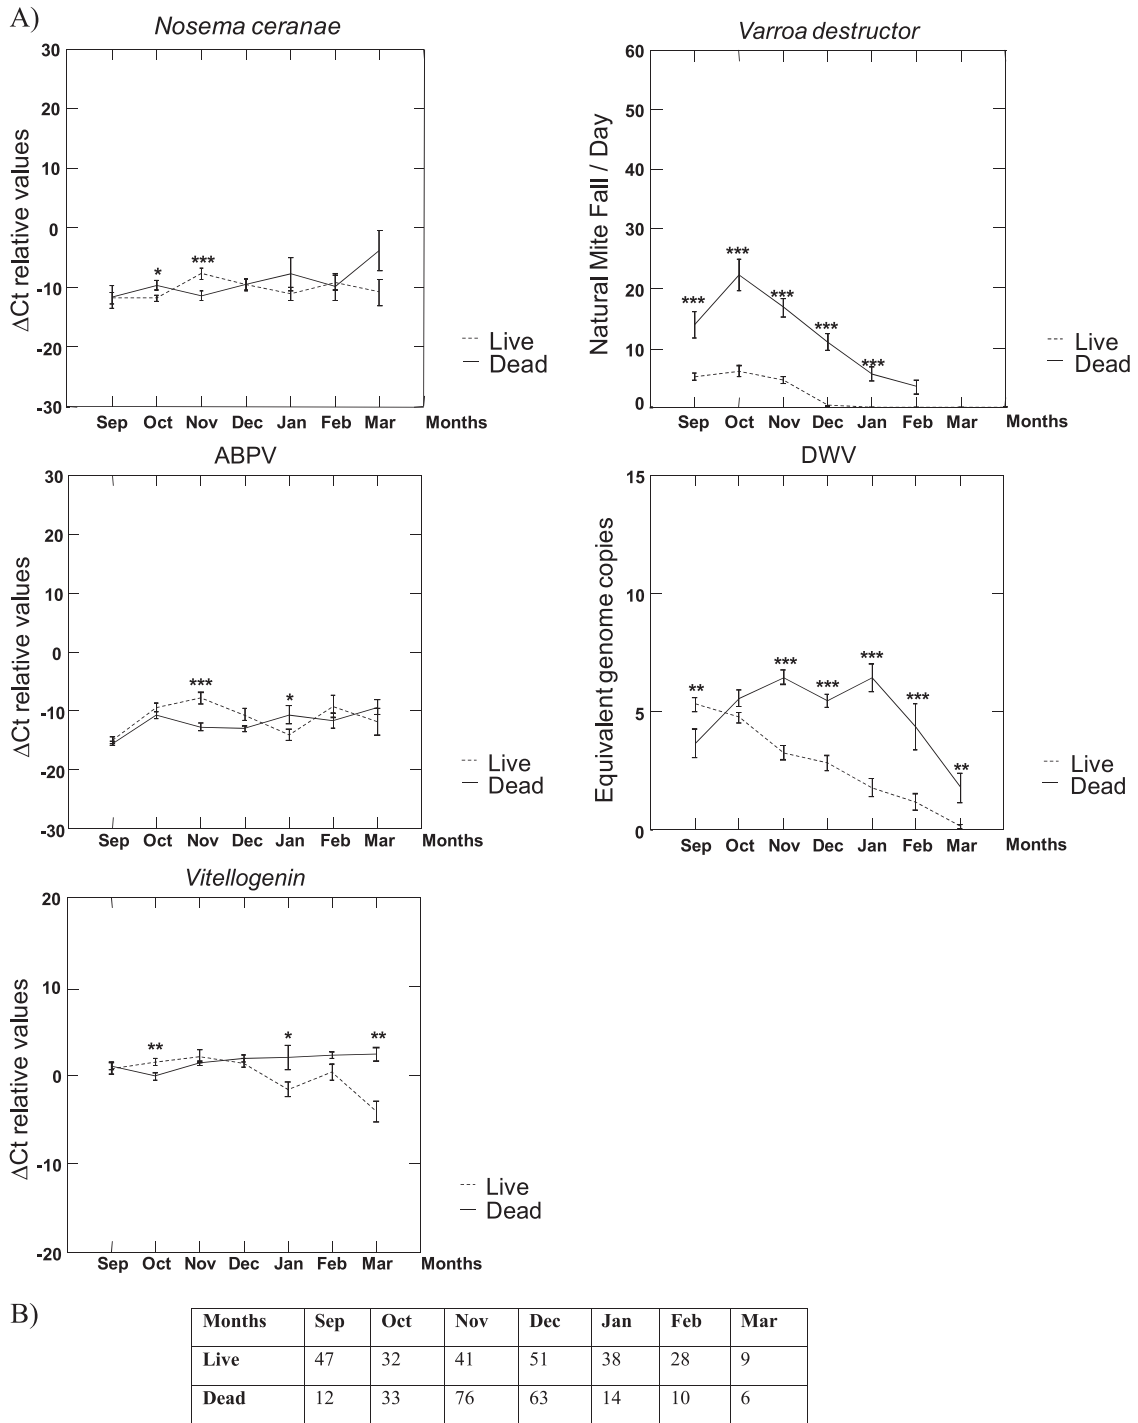 A)
Nosema ceranae
30
20
10
0
-10
-20
-30
ΔCt relative values
* ***
Live
Dead
Sep Oct Nov Dec Jan Feb Mar Months
Varroa destructor
60
50
40
30
20
10
0
Natural Mite Fall / Day
*** *** *** *** ***
Live
Dead
Sep Oct Nov Dec Jan Feb Mar Months
ABPV
30
20
10
0
-10
-20
-30
ΔCt relative values
*** *
Live
Dead
Sep Oct Nov Dec Jan Feb Mar Months
DWV
15
10
5
0
Equivalent genome copies
** *** *** *** *** **
Live
Dead
Sep Oct Nov Dec Jan Feb Mar Months
Vitellogenin
20
10
0
-10
-20
ΔCt relative values
** * **
Live
Dead
Sep Oct Nov Dec Jan Feb Mar Months
B)
Months Sep Oct Nov Dec Jan Feb Mar
Live 47 32 41 51 38 28 9
Dead 12 33 76 63 14 10 6